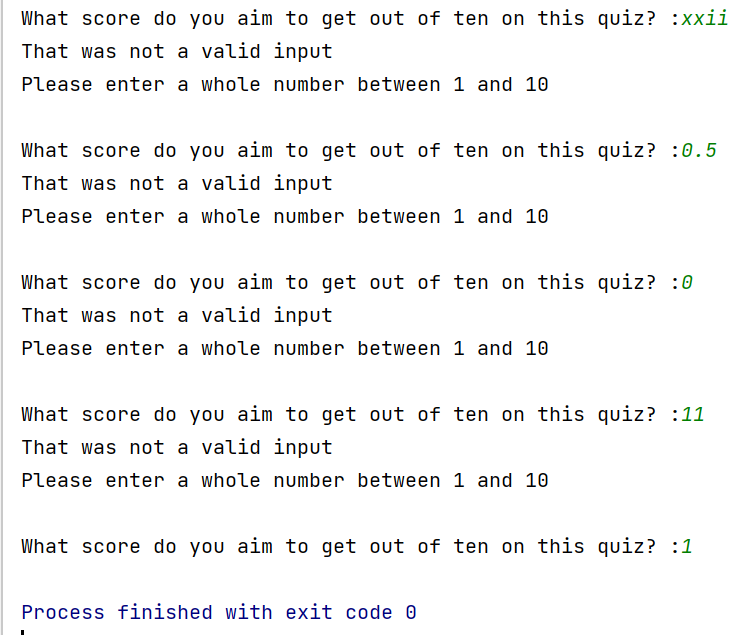 What score do you aim to get out of ten on this quiz? :xxii
That was not a valid input
Please enter a whole number between 1 and 10
What score do you aim to get out of ten on this quiz? :0.5
That was not a valid input
Please enter a whole number between 1 and 10
What score do you aim to get out of ten on this quiz? :0
That was not a valid input
Please enter a whole number between 1 and 10
What score do you aim to get out of ten on this quiz? :11
That was not a valid input
Please enter a whole number between 1 and 10
What score do you aim to get out of ten on this quiz? :1
Process finished with exit code 0